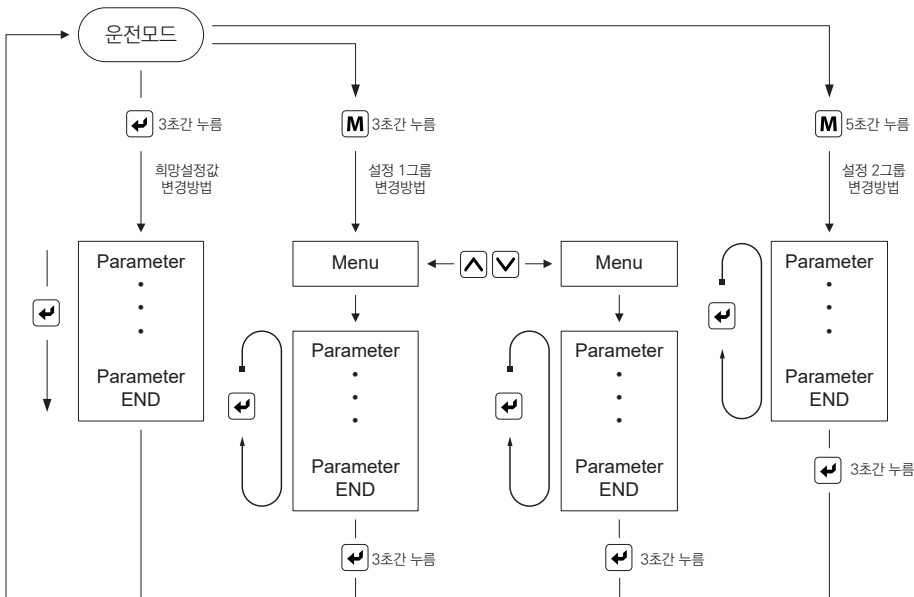 운전모드
3초간 누름
M 3초간 누름
M 5초간 누름
희망설정값
변경방법
설정 1그룹
변경방법
설정 2그룹
변경방법
Parameter
Parameter
END
Menu
Menu
Parameter
Parameter
END
Parameter
Parameter
END
Parameter
Parameter
END
3초간 누름
3초간 누름
3초간 누름